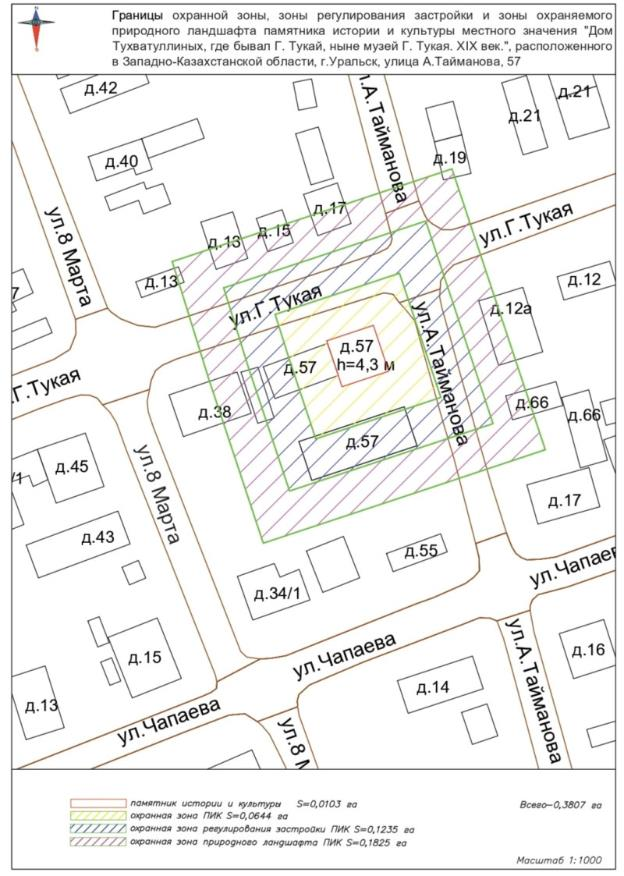 Границы охранной зоны, зоны регулирования застройки и зоны охраняемого
природного ландшафта памятника истории и культуры местного значения "Дом
Тухватуллиных, где бывал Г. Тукай, ныне музей Г. Тукая. XIX век.", расположенного
в Западно-Казахстанской области, г.Уральск, улица А.Тайманова, 57
д.42
д.21
д.21
ул.А.Тайманова
д.40
д.19
ул.8 Марта
д.17
д.15
д.13
ул.Г.Тукая
д.13
д.12
7
ул.Г.Тукая
д.12а
ул.А.Тайманова
д.57
h=4,3 м
д.57
.Г.Тукая
д.38
д.66
д.66
д.57
ул.8 Марта
д.45
/1
д.17
д.43
д.55
ул.Чапаев
д.34/1
ул.А.Тайманова
д.15
ул.Чапаева
д.16
д.14
д.13
ул.Чапаева
ул.8 М
памятник истории и культуры S=0,0103 га
Всего-0,3807 га
охранная зона ПИК S=0,0644 га
охранная зона регулирования застройки ПИК S=0,1235 га
охранная зона природного ландшафта ПИК S=0,1825 га
Масштаб 1:1000